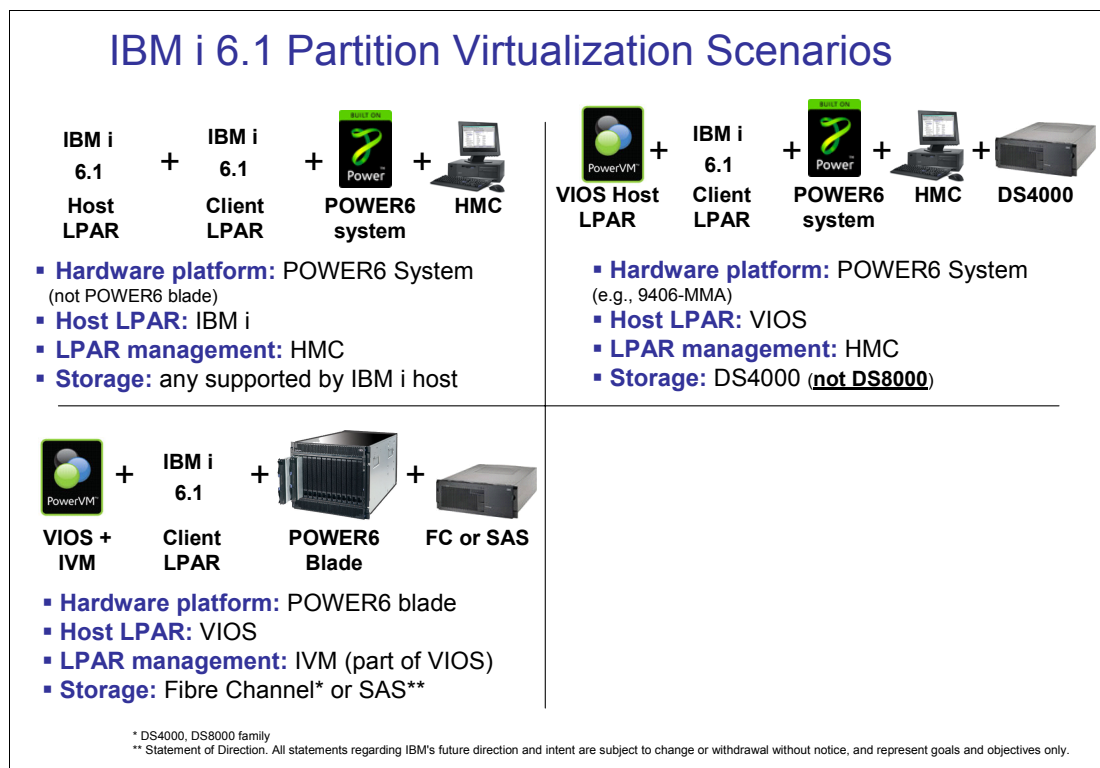 IBM i 6.1 Partition Virtualization Scenarios
IBM i
6.1
Host
LPAR
+
IBM i
6.1
Client
LPAR
+
BUILT ON
Power™
POWER6
system
+
HMC
▪ Hardware platform: POWER6 System
(not POWER6 blade)
▪ Host LPAR: IBM i
▪ LPAR management: HMC
▪ Storage: any supported by IBM i host
PowerVM™
VIOS Host
LPAR
+
IBM i
6.1
Client
LPAR
+
BUILT ON
Power™
POWER6
system
+
HMC
+
DS4000
▪ Hardware platform: POWER6 System
(e.g., 9406-MMA)
▪ Host LPAR: VIOS
▪ LPAR management: HMC
▪ Storage: DS4000 (not DS8000)
PowerVM™
VIOS +
IVM
+
IBM i
6.1
Client
LPAR
+
POWER6
Blade
+
FC or SAS
▪ Hardware platform: POWER6 blade
▪ Host LPAR: VIOS
▪ LPAR management: IVM (part of VIOS)
▪ Storage: Fibre Channel* or SAS**
* DS4000, DS8000 family
** Statement of Direction. All statements regarding IBM's future direction and intent are subject to change or withdrawal without notice, and represent goals and objectives only.